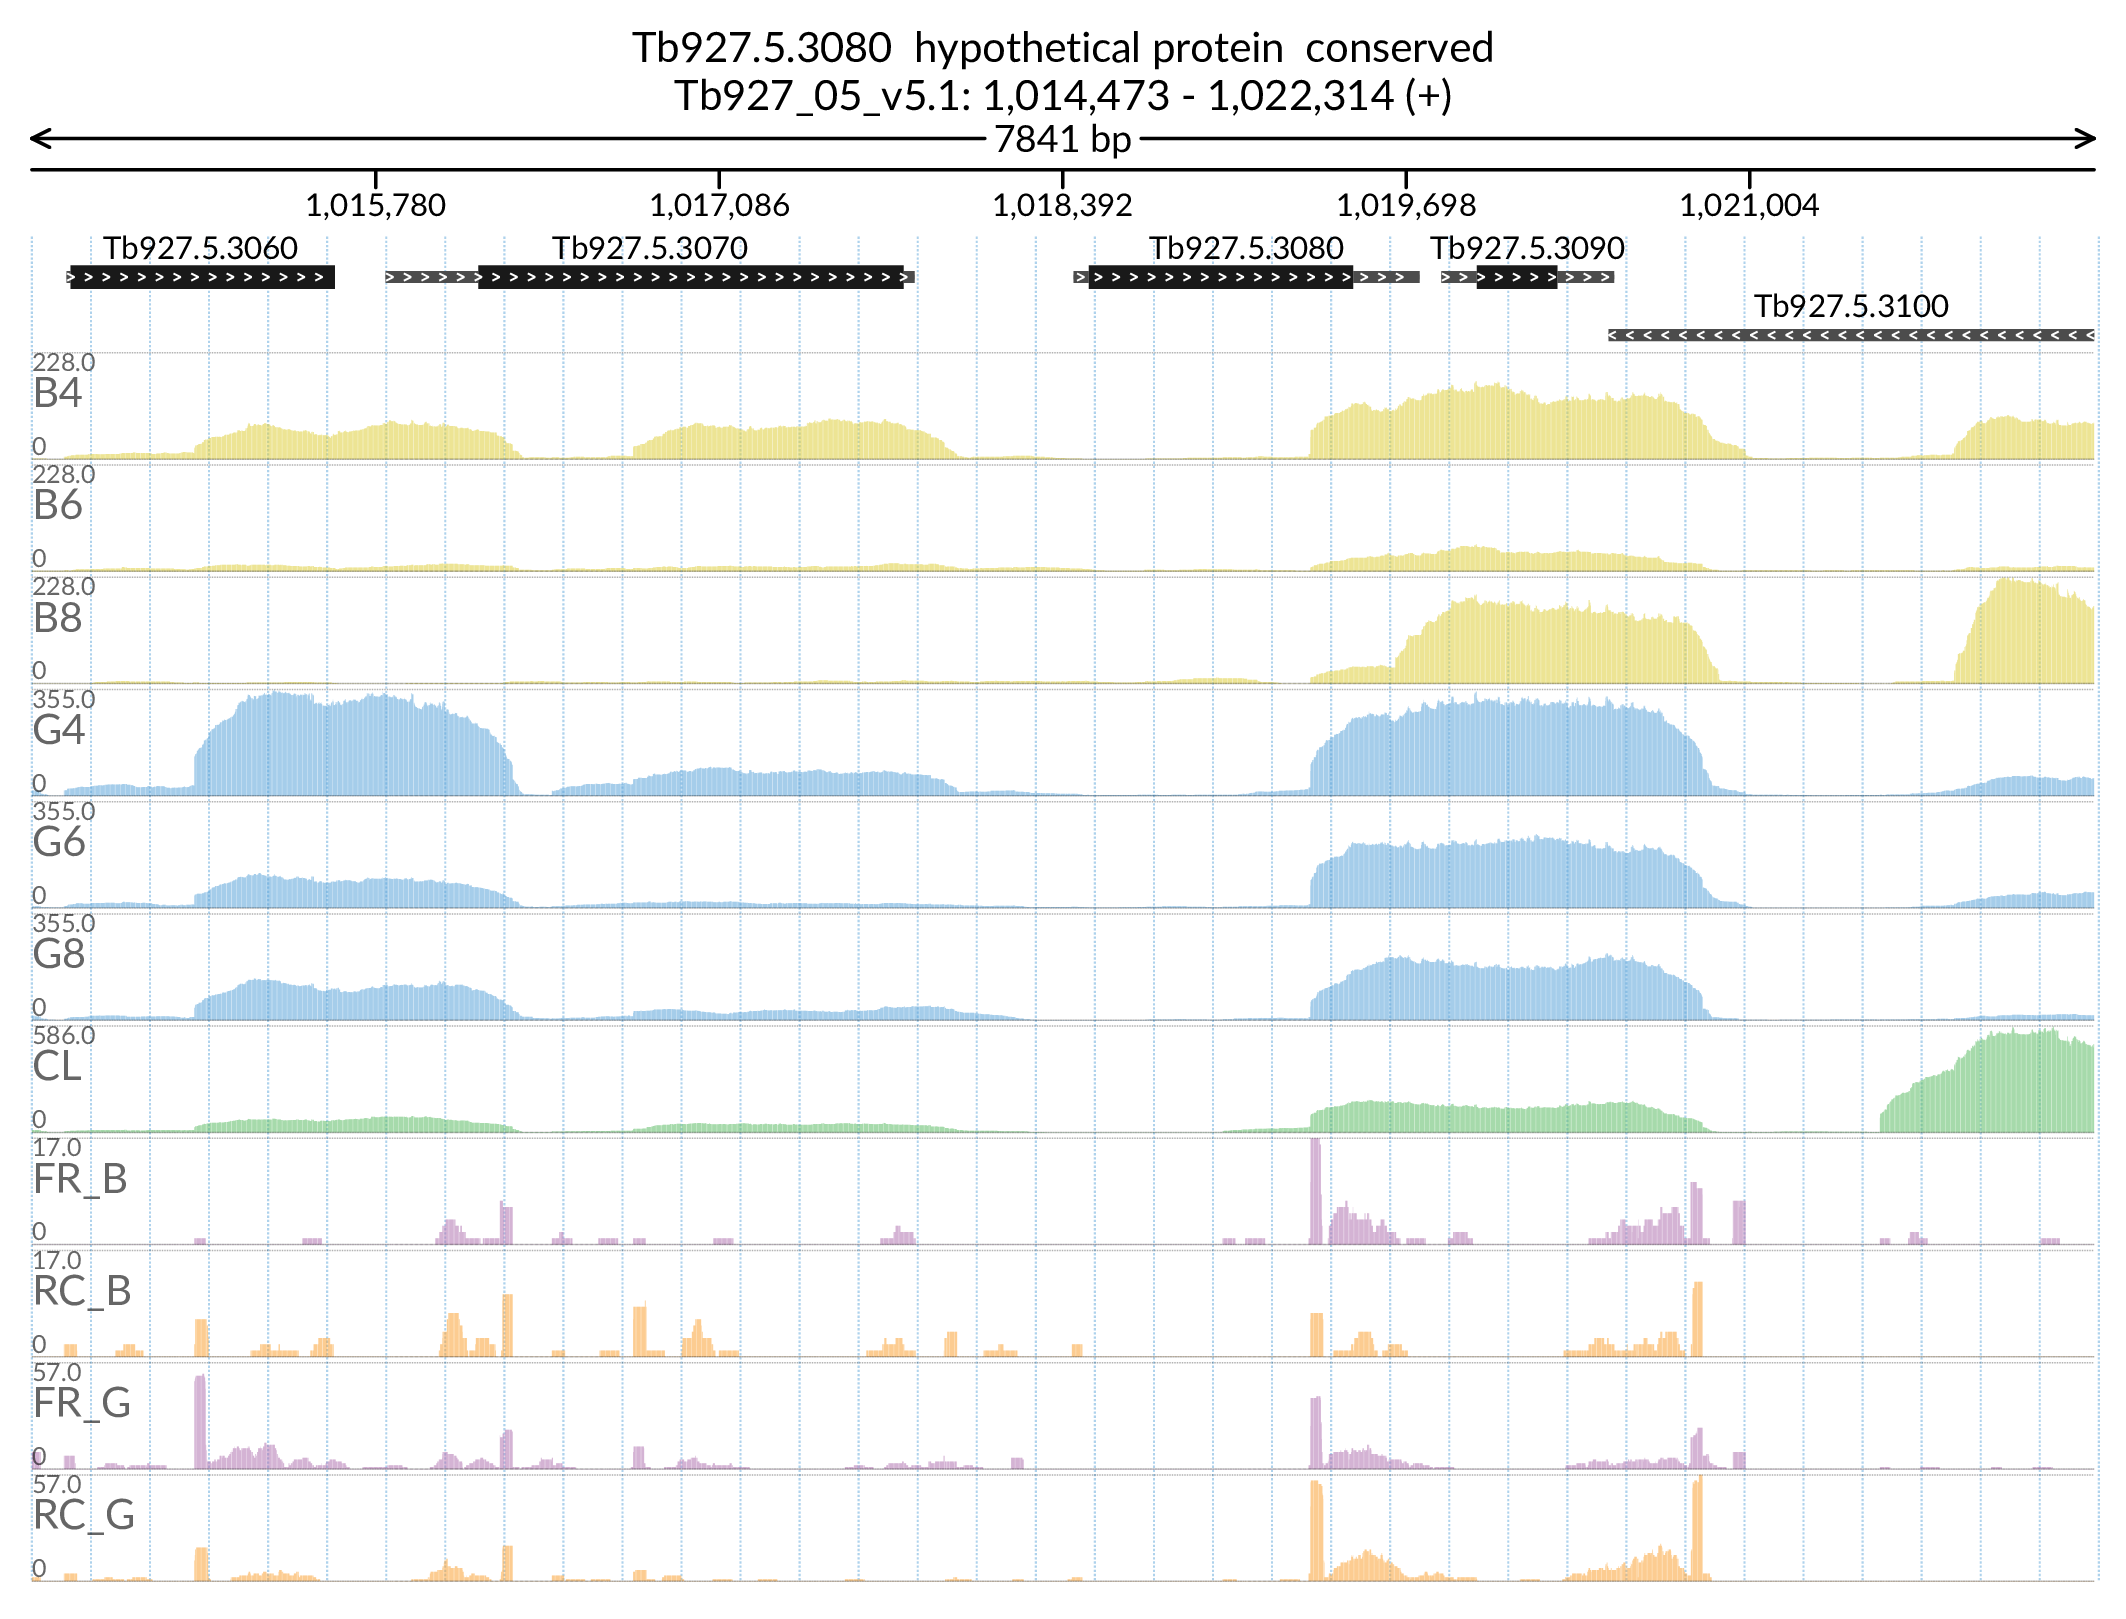 Tb927.5.3080  hypothetical protein  conserved
Tb927_05_v5.1: 1,014,473 - 1,022,314 (+)
7841 bp
1,015,780 1,017,086 1,018,392 1,019,698 1,021,004
Tb927.5.3060 Tb927.5.3070 Tb927.5.3080 Tb927.5.3090
Tb927.5.3100
228.0
B4
0
228.0
B6
0
228.0
B8
0
355.0
G4
0
355.0
G6
0
355.0
G8
0
586.0
CL
0
17.0
FR_B
0
17.0
RC_B
0
57.0
FR_G
0
57.0
RC_G
0